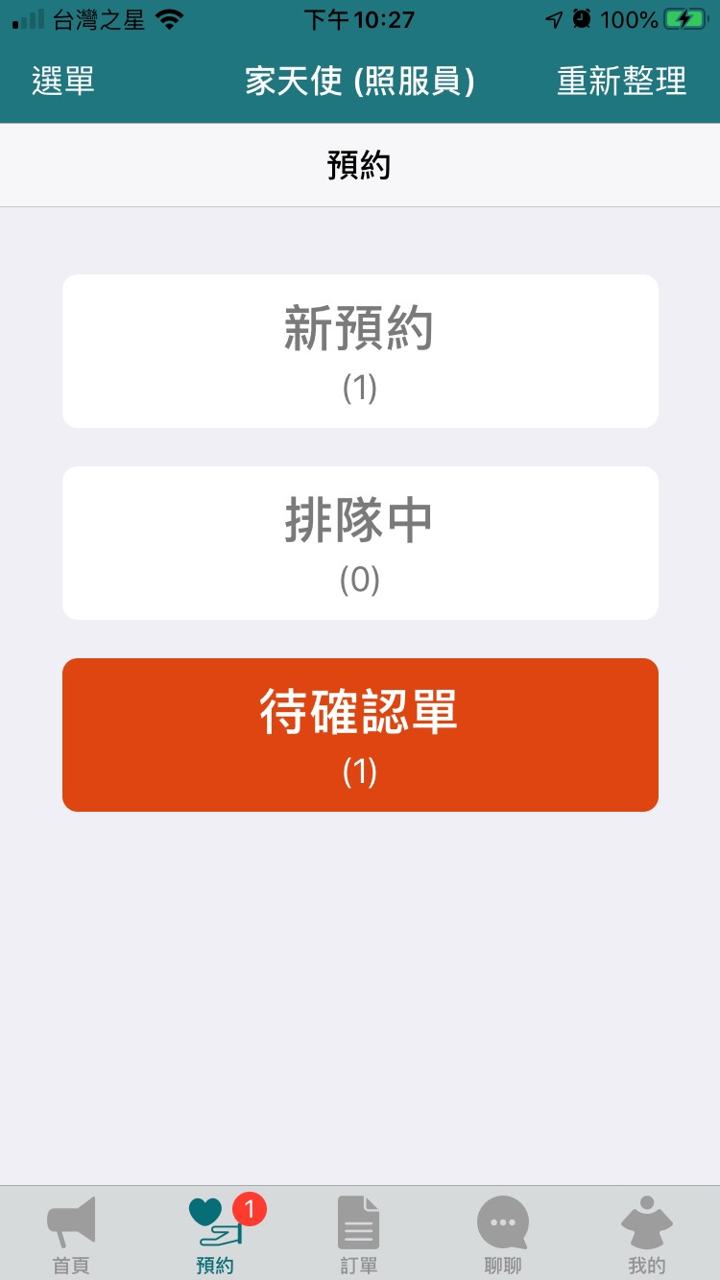 台灣之星 下午10:27 100%
選單 家天使 (照服員) 重新整理
預約
新預約
(1)
排隊中
(0)
待確認單
(1)
1
首頁 預約 訂單 聊聊 我的